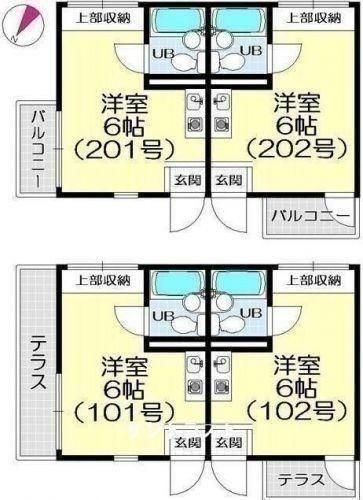 上部収納
上部収納
UB
UB
バルコニー
洋室
6帖
(201号)
洋室
6帖
(202号)
玄関
玄関
バルコニー
上部収納
上部収納
UB
UB
テラス
洋室
6帖
(101号)
洋室
6帖
(102号)
玄関
玄関
テラス